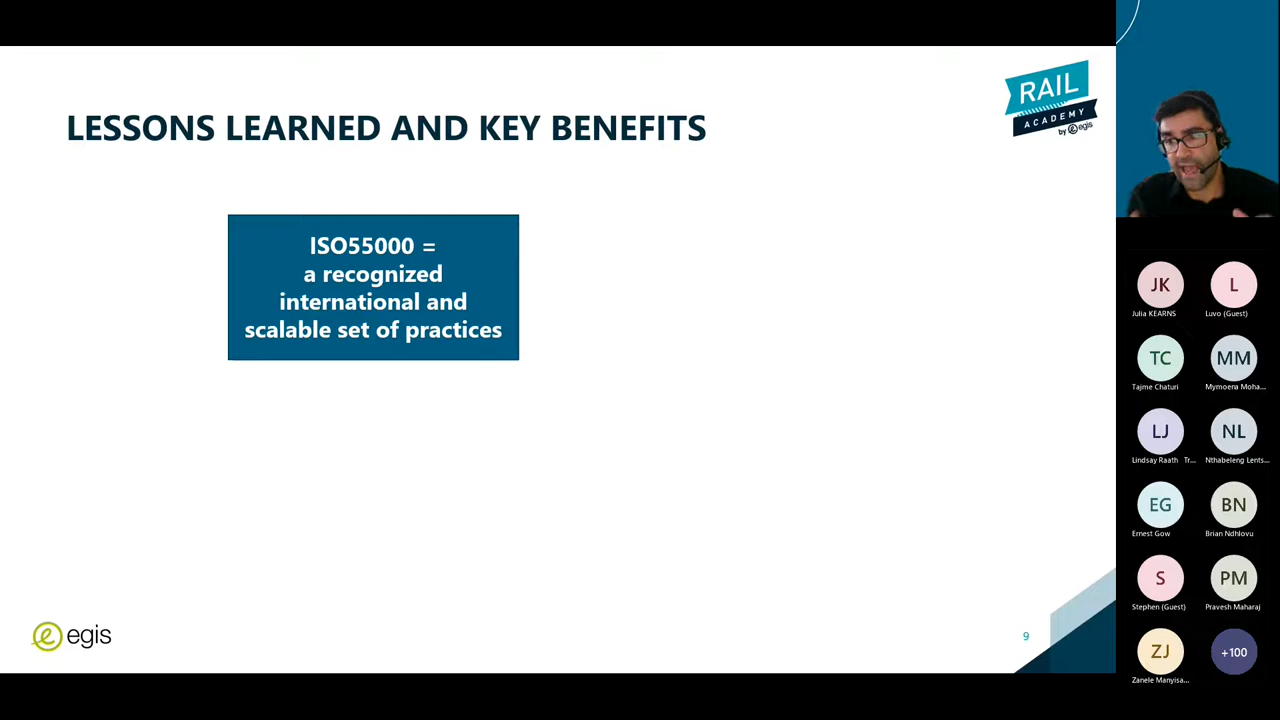 LESSONS LEARNED AND KEY BENEFITS
RAIL
ACADEMY
by egis
ISO55000 =
a recognized
international and
scalable set of practices
egis
9
JK
Julia KEARNS
L
Luvo (Guest)
TC
Tajme Chaturi
MM
Mymoena Moha...
LJ
Lindsay Raath Tr...
NL
Nthabeleng Lents...
EG
Ernest Gow
BN
Brian Ndhlovu
S
Stephen (Guest)
PM
Pravesh Maharaj
ZJ
Zanele Manyisa...
+100